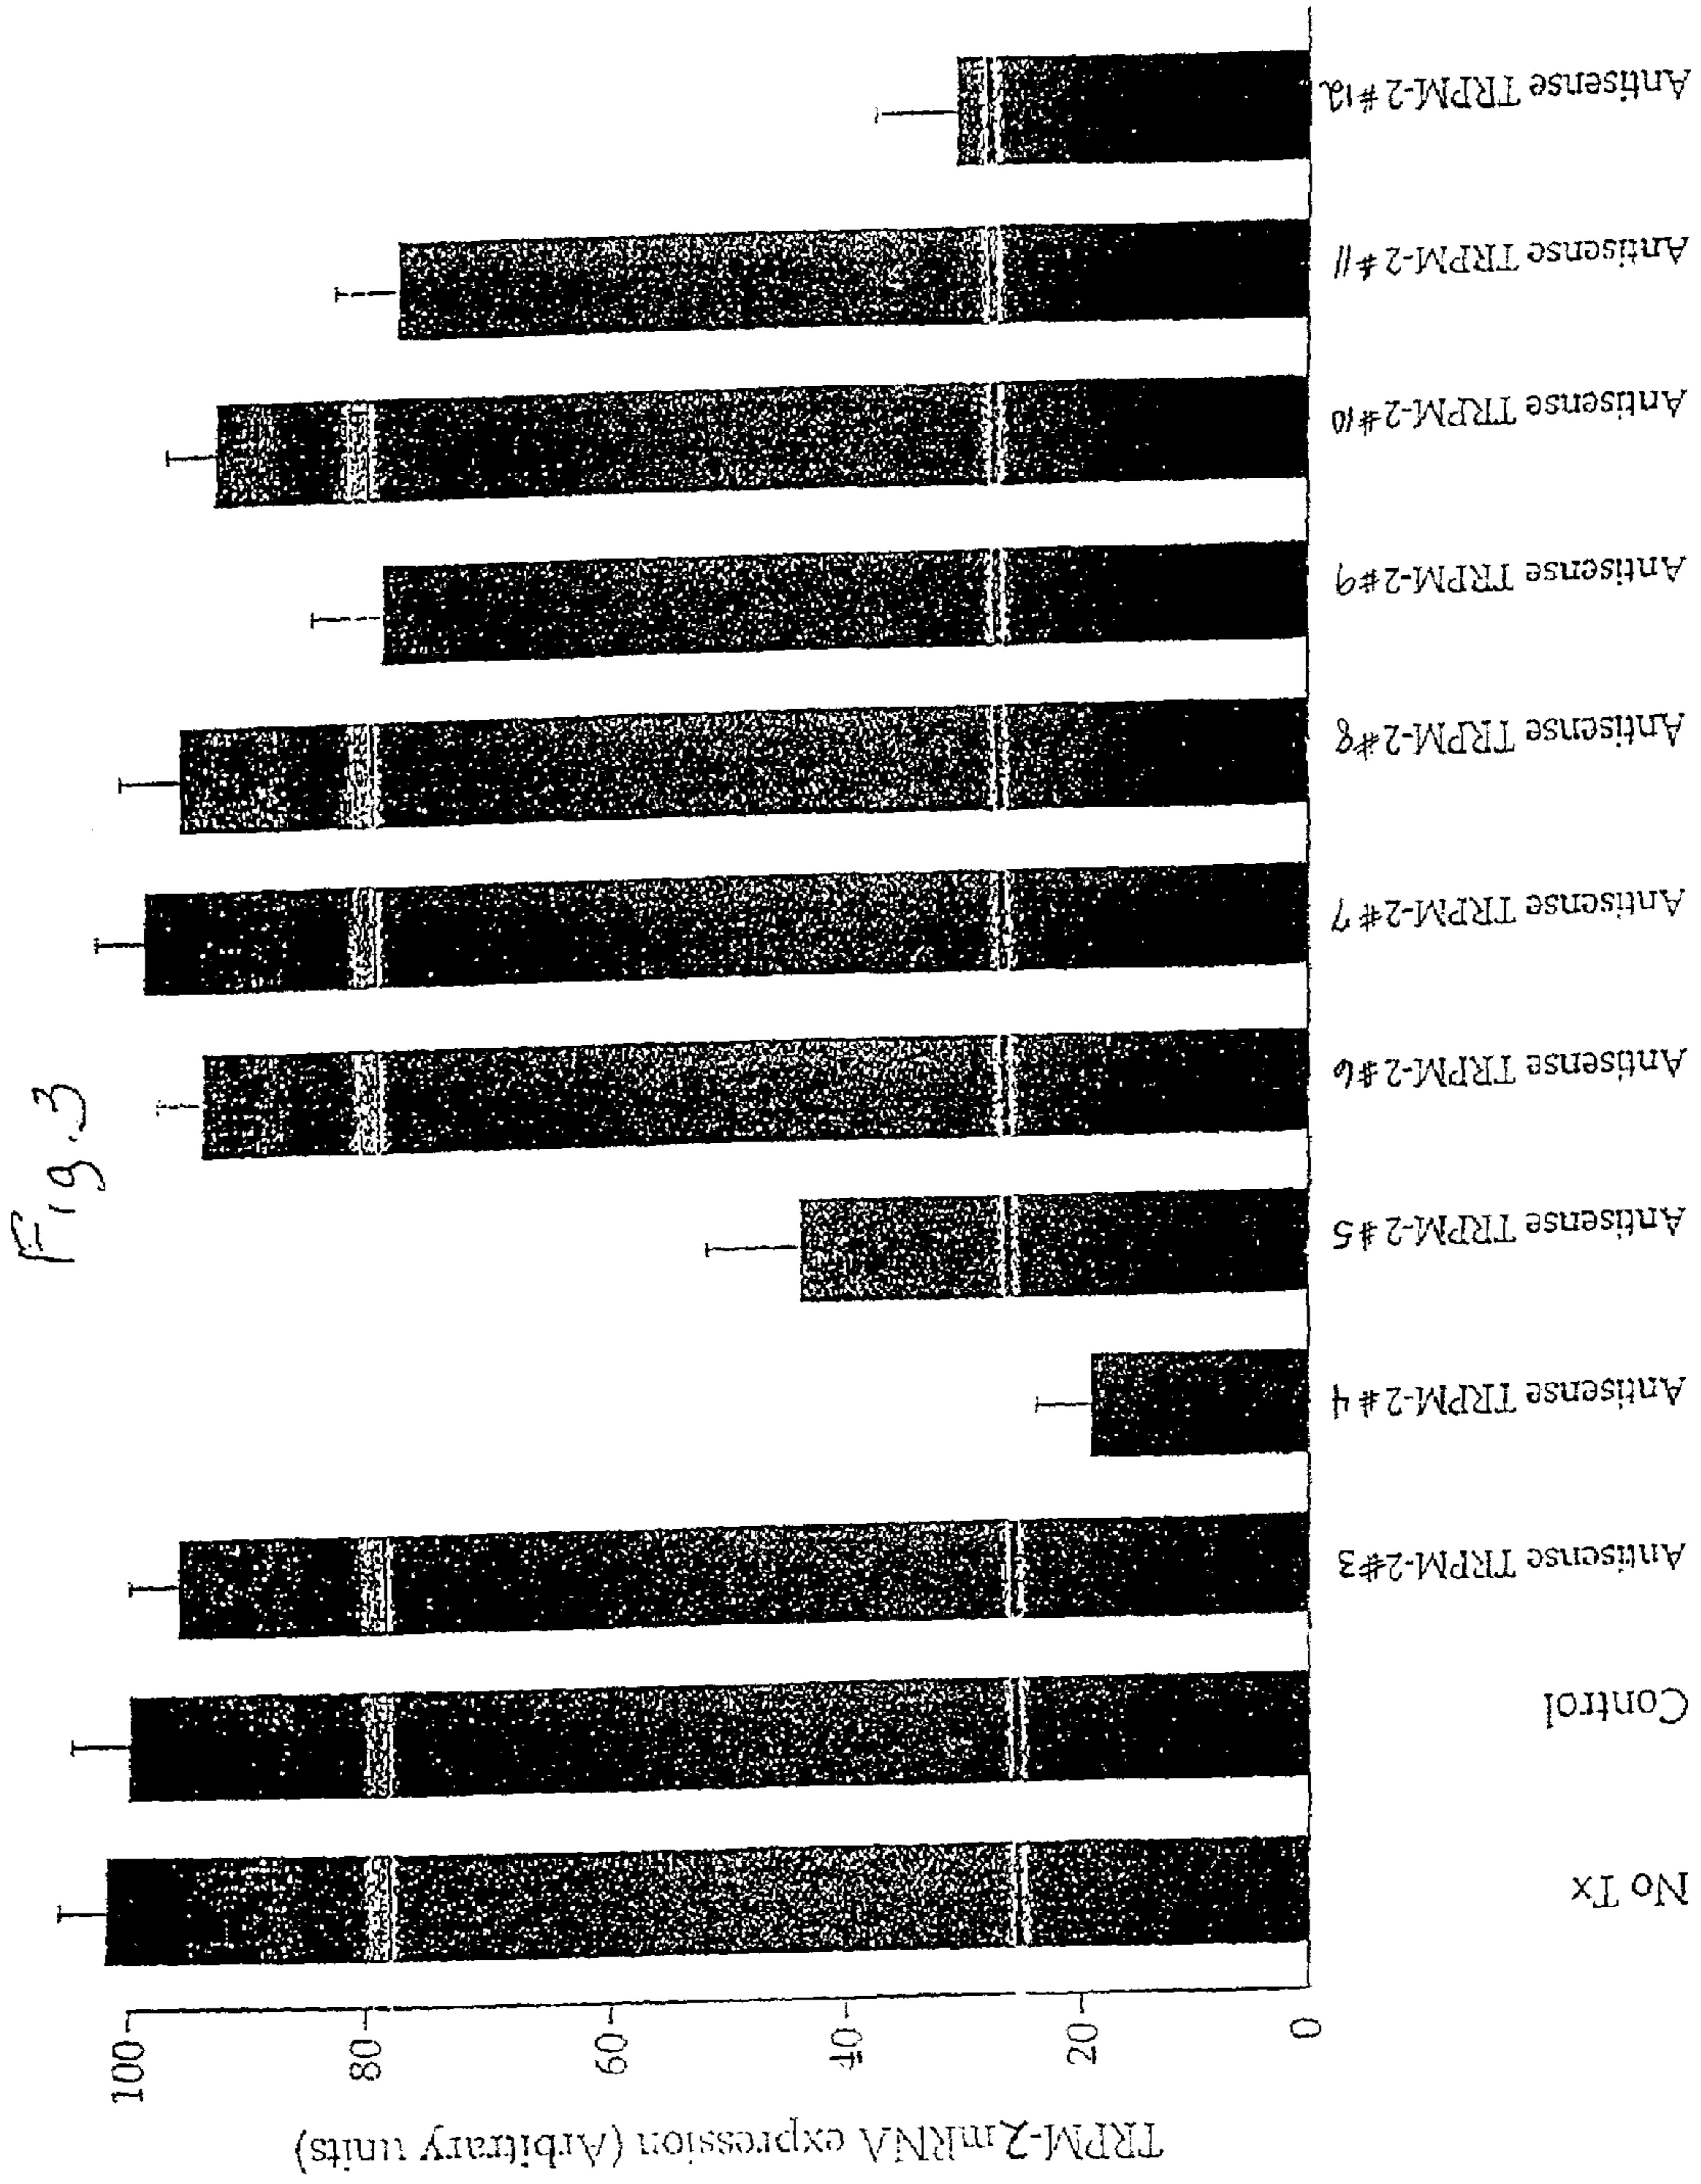 Fig.3
TRPM-2 mRNA expression (Arbitrary units)
100
80
60
40
20
0
No Tx
Control
Antisense TRPM-2#3
Antisense TRPM-2#4
Antisense TRPM-2#5
Antisense TRPM-2#6
Antisense TRPM-2#7
Antisense TRPM-2#8
Antisense TRPM-2#9
Antisense TRPM-2#10
Antisense TRPM-2#11
Antisense TRPM-2#12